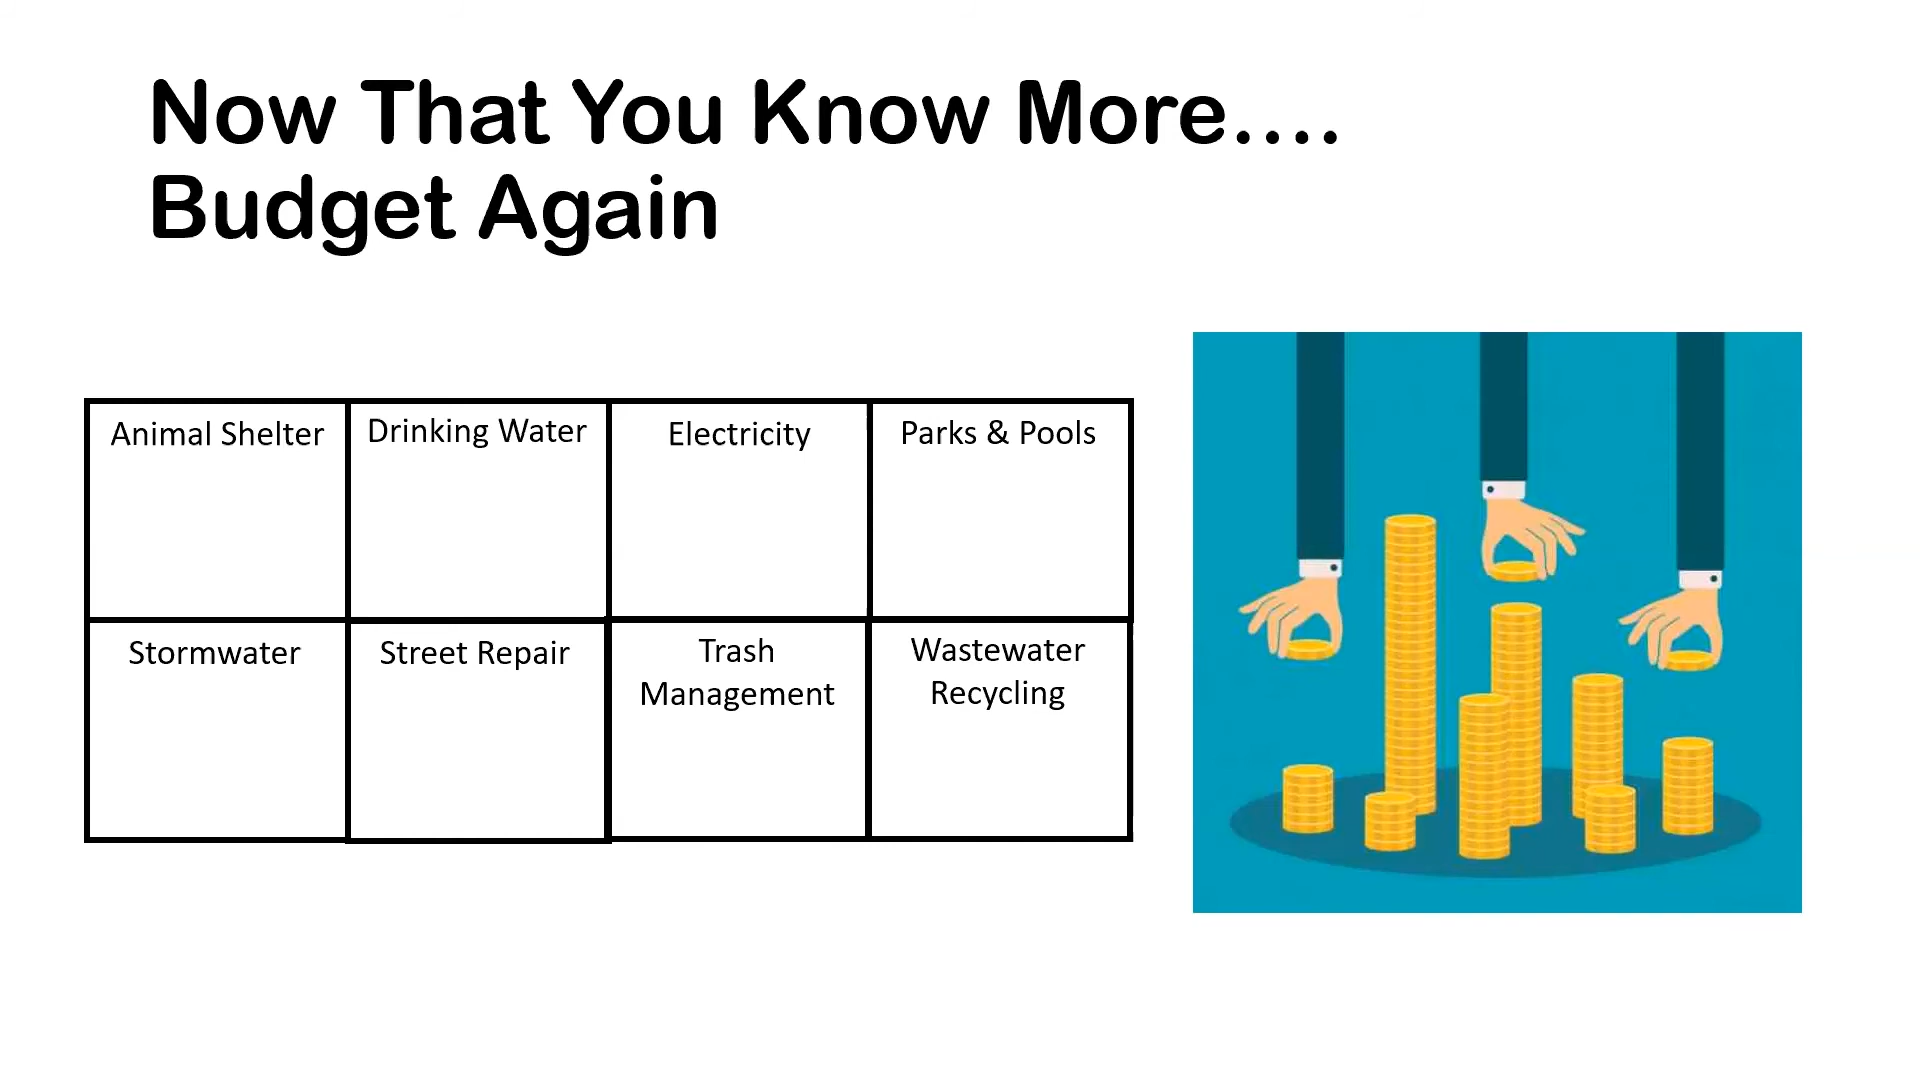 Now That You Know More....
Budget Again
Animal Shelter
Drinking Water
Electricity
Parks & Pools
Stormwater
Street Repair
Trash
Management
Wastewater
Recycling